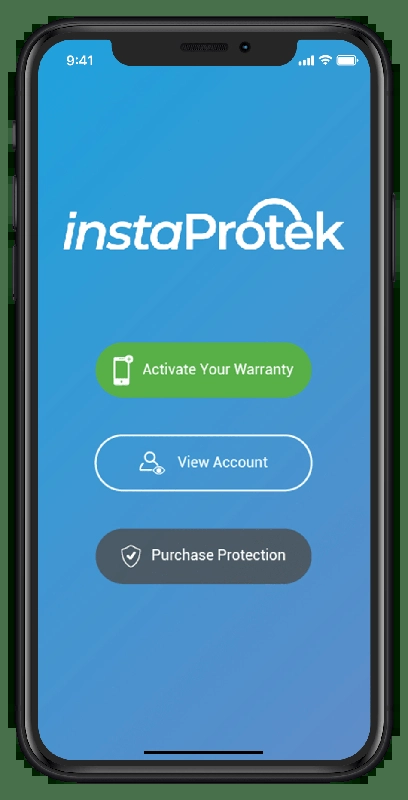 9:41
instaProtek
Activate Your Warranty
View Account
Purchase Protection